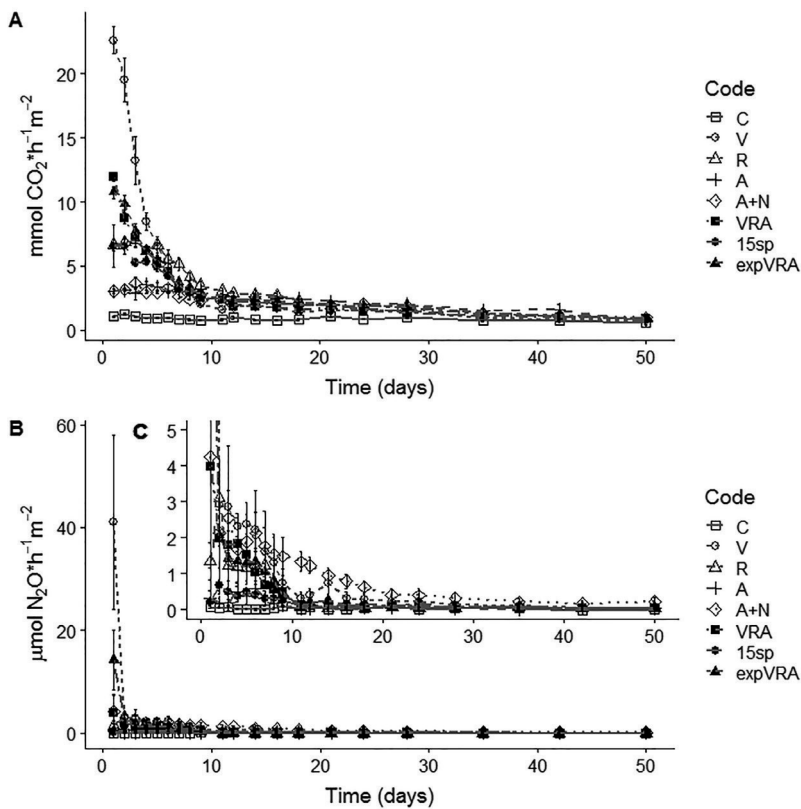 A
mmol CO₂*h⁻¹m⁻²
20
15
10
5
0
0 10 20 30 40 50
Time (days)
Code
C
V
R
A
A+N
VRA
15sp
expVRA
B
μmol N₂O*h⁻¹m⁻²
60
40
20
0
0 10 20 30 40 50
Time (days)
C
5
4
3
2
1
0
0 10 20 30 40 50
Code
C
V
R
A
A+N
VRA
15sp
expVRA